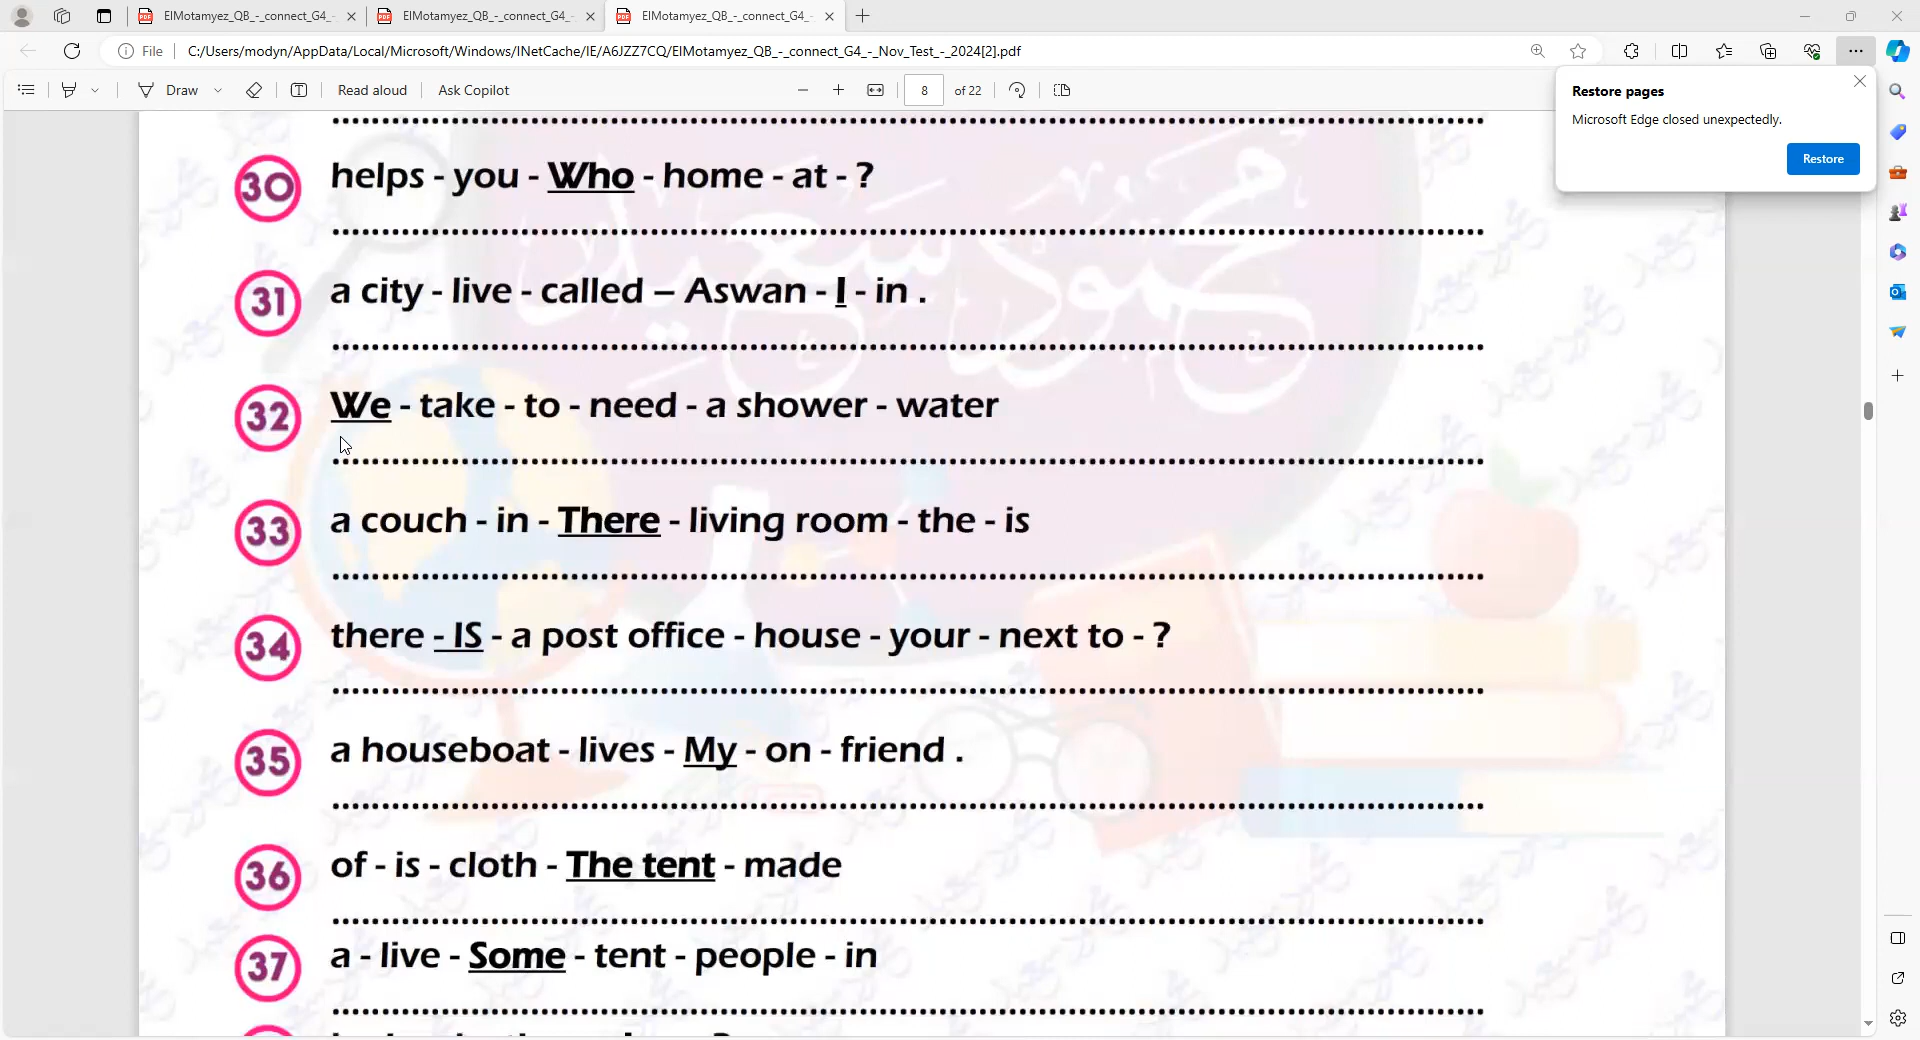 ElMotamyez_QB_-_connect_G4_-
ElMotamyez_QB_-_connect_G4_-
ElMotamyez_QB_-_connect_G4_-
File
C:/Users/modyn/AppData/Local/Microsoft/Windows/INetCache/IE/A6JZZ7CQ/ElMotamyez_QB_-_connect_G4_-_Nov_Test_-_2024[2].pdf
Draw
Read aloud
Ask Copilot
8 of 22
Restore pages
Microsoft Edge closed unexpectedly.
Restore
30 helps - you - Who - home - at - ?
31 a city - live - called – Aswan - I - in .
32 We - take - to - need - a shower - water
33 a couch - in - There - living room - the - is
34 there - IS - a post office - house - your - next to - ?
35 a houseboat - lives - My - on - friend .
36 of - is - cloth - The tent - made
37 a - live - Some - tent - people - in